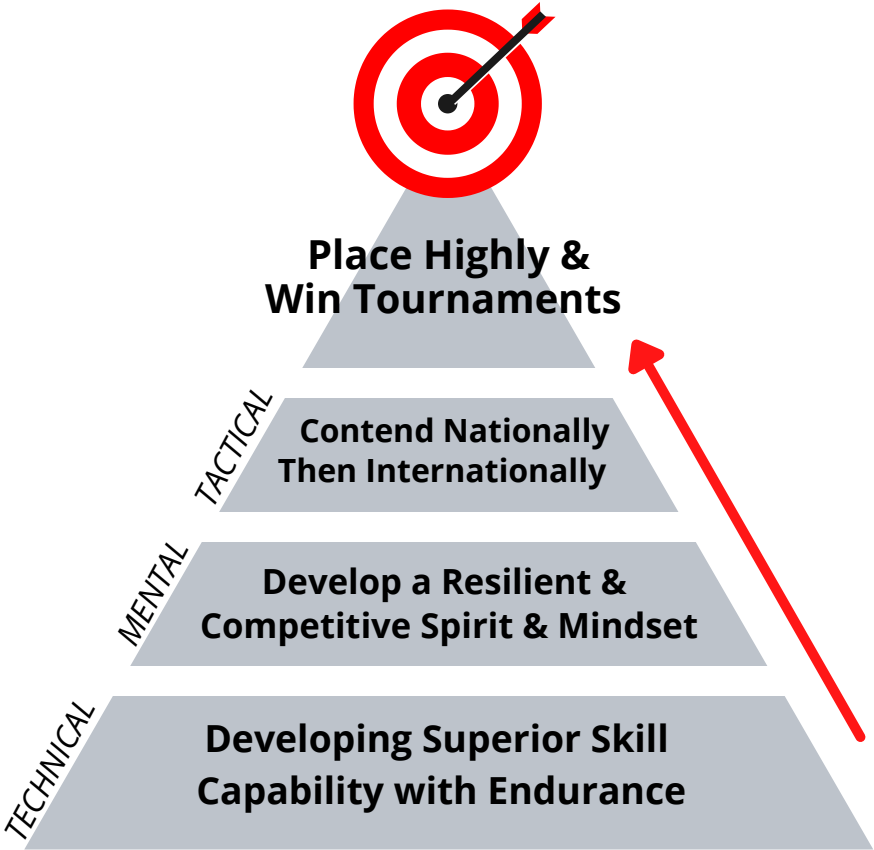 Place Highly &
Win Tournaments
TACTICAL
Contend Nationally
Then Internationally
MENTAL
Develop a Resilient &
Competitive Spirit & Mindset
TECHNICAL
Developing Superior Skill
Capability with Endurance